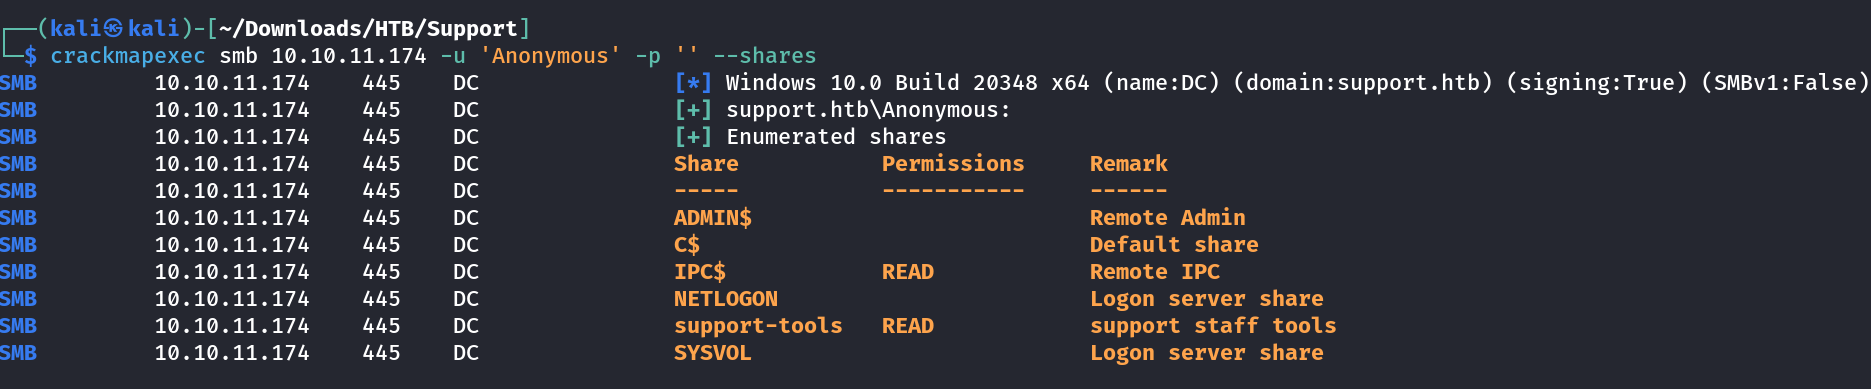 ┌──(kali㉿kali)-[~/Downloads/HTB/Support]
└─$ crackmapexec smb 10.10.11.174 -u 'Anonymous' -p '' --shares
SMB         10.10.11.174    445    DC               [*] Windows 10.0 Build 20348 x64 (name:DC) (domain:support.htb) (signing:True) (SMBv1:False)
SMB         10.10.11.174    445    DC               [+] support.htb\Anonymous:
SMB         10.10.11.174    445    DC               [+] Enumerated shares
SMB         10.10.11.174    445    DC               Share           Permissions     Remark
SMB         10.10.11.174    445    DC               -----           -----------     ------
SMB         10.10.11.174    445    DC               ADMIN$                          Remote Admin
SMB         10.10.11.174    445    DC               C$                              Default share
SMB         10.10.11.174    445    DC               IPC$            READ            Remote IPC
SMB         10.10.11.174    445    DC               NETLOGON                        Logon server share
SMB         10.10.11.174    445    DC               support-tools   READ            support staff tools
SMB         10.10.11.174    445    DC               SYSVOL                          Logon server share